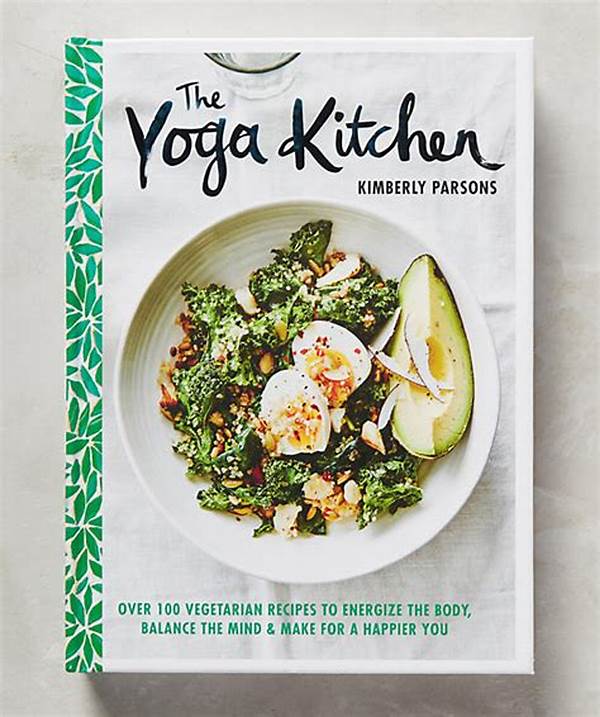 The
Yoga Kitchen
KIMBERLY PARSONS
OVER 100 VEGETARIAN RECIPES TO ENERGIZE THE BODY,
BALANCE THE MIND & MAKE FOR A HAPPIER YOU